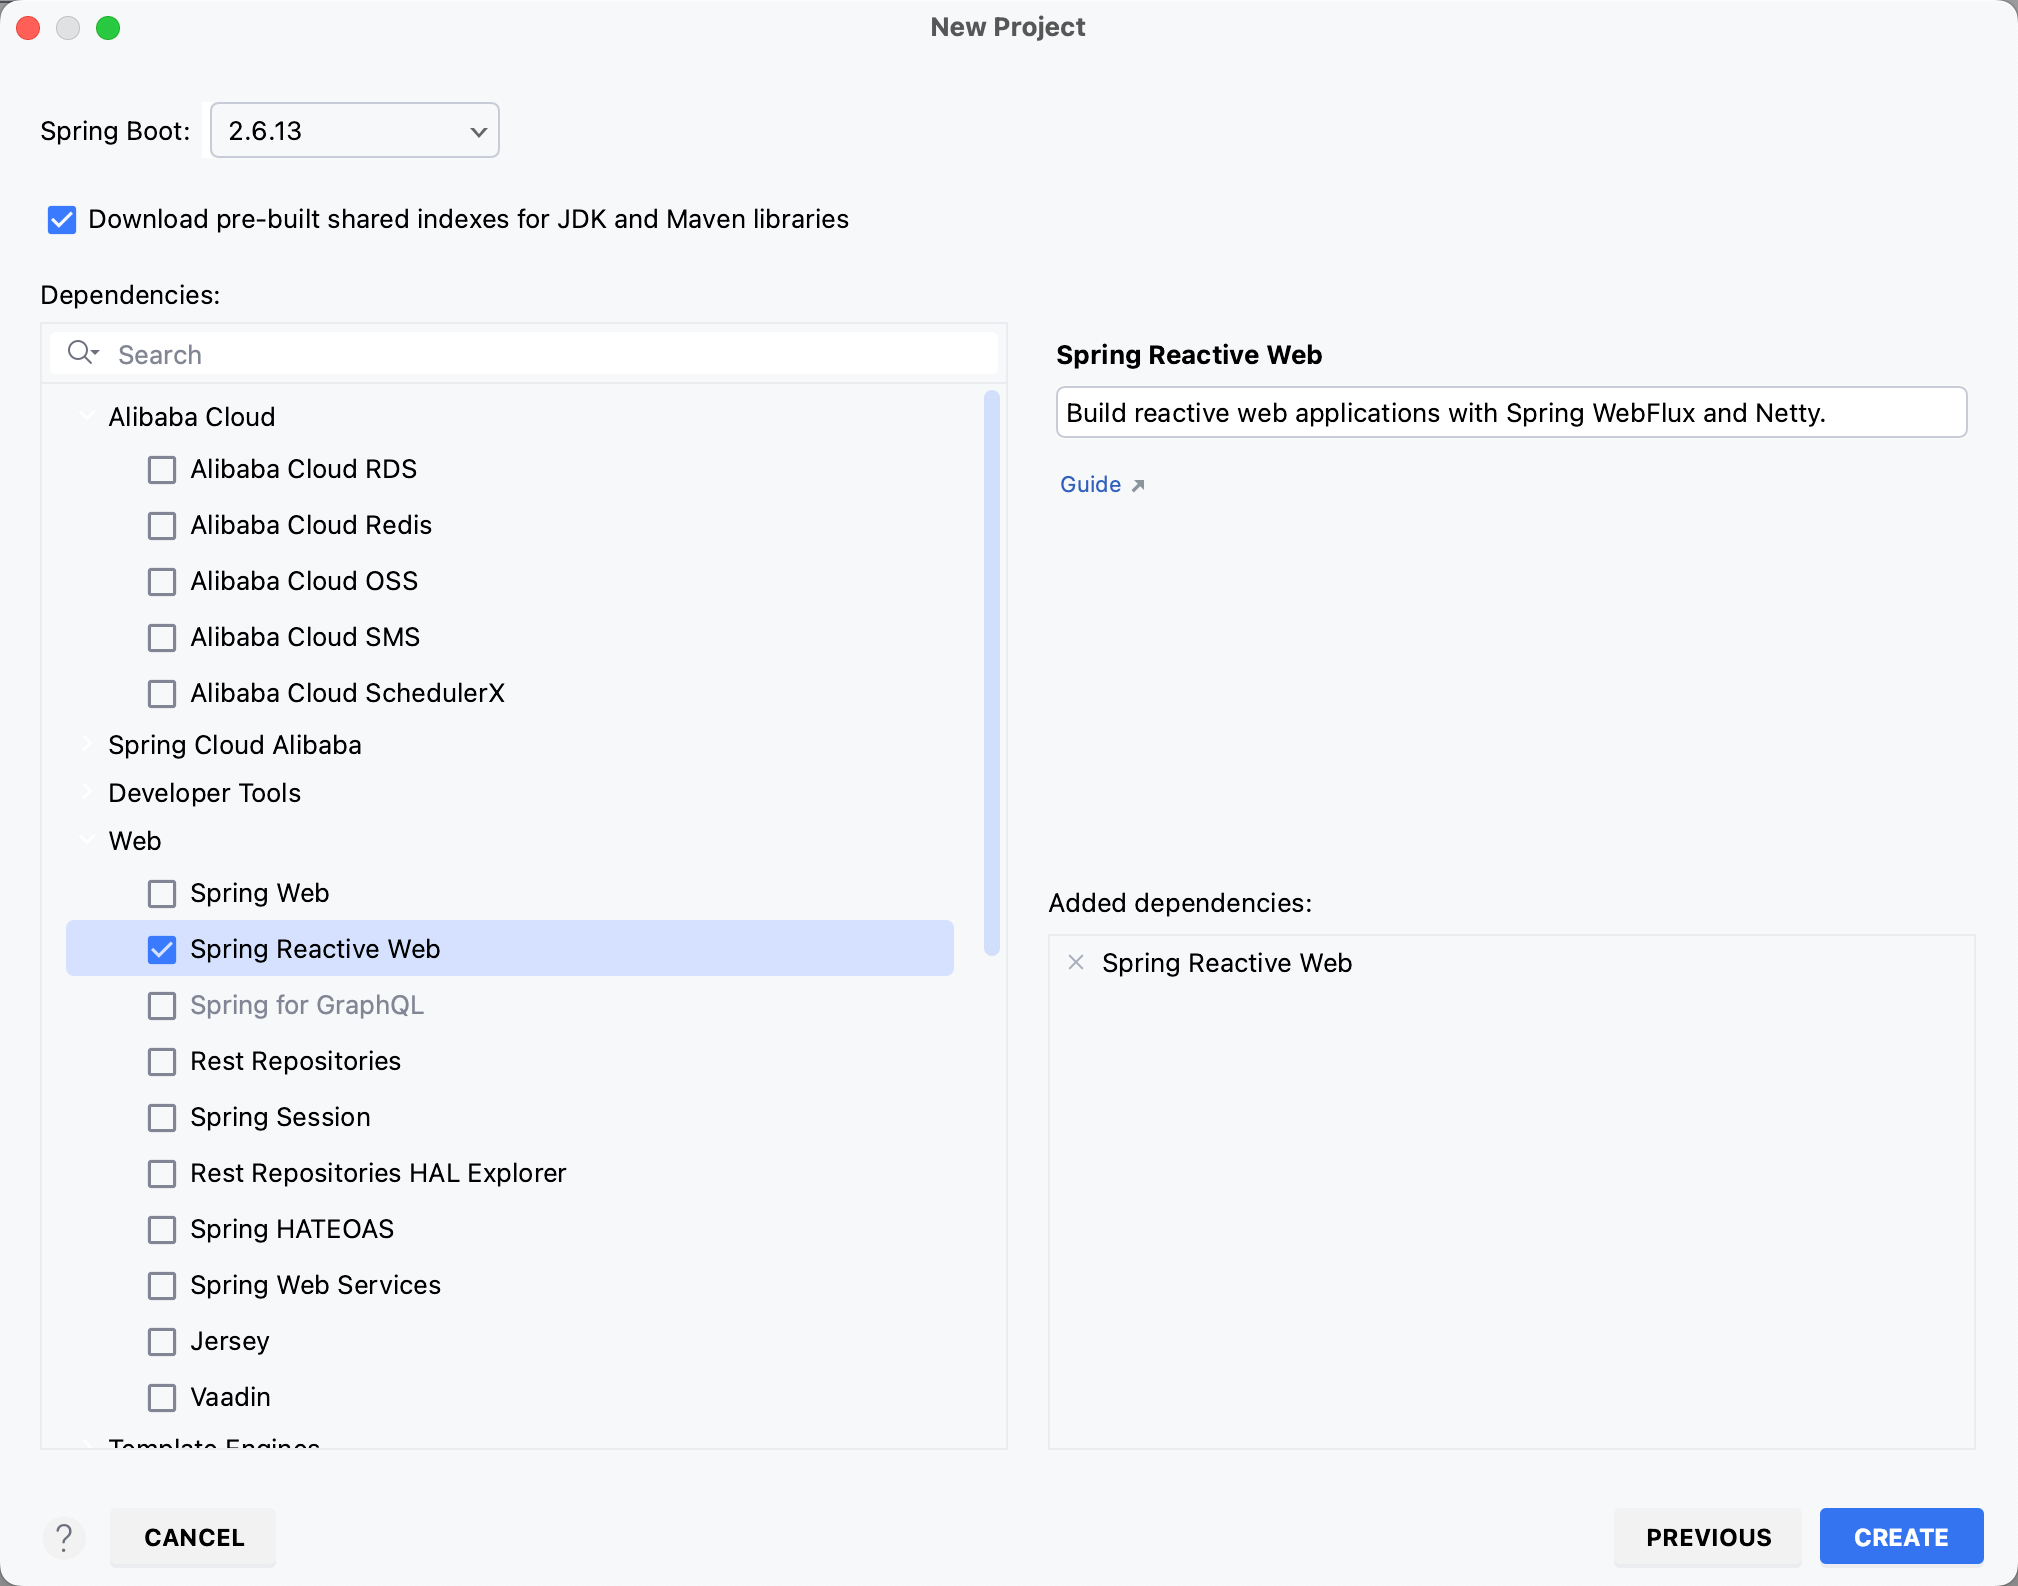 New Project
Spring Boot: 2.6.13
Download pre-built shared indexes for JDK and Maven libraries
Dependencies:
Search
Alibaba Cloud
Alibaba Cloud RDS
Alibaba Cloud Redis
Alibaba Cloud OSS
Alibaba Cloud SMS
Alibaba Cloud SchedulerX
Spring Cloud Alibaba
Developer Tools
Web
Spring Web
Spring Reactive Web
Spring for GraphQL
Rest Repositories
Spring Session
Rest Repositories HAL Explorer
Spring HATEOAS
Spring Web Services
Jersey
Vaadin
Template Engines
Spring Reactive Web
Build reactive web applications with Spring WebFlux and Netty.
Guide
Added dependencies:
Spring Reactive Web
?
CANCEL
PREVIOUS
CREATE